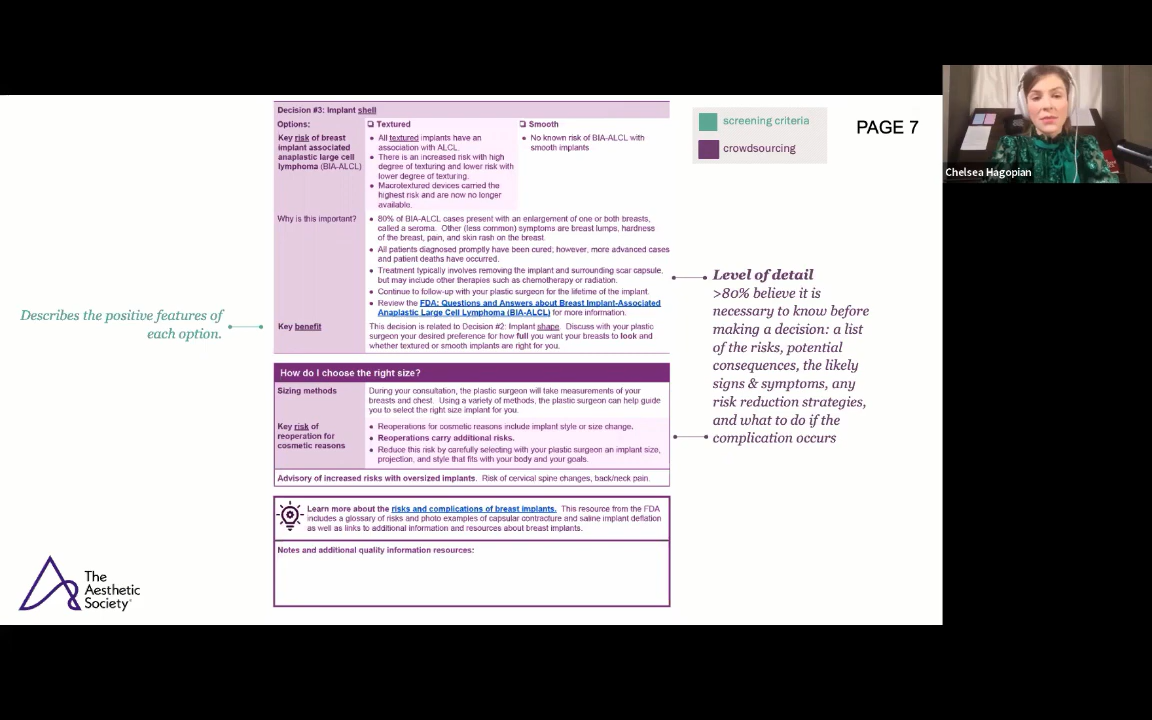 Decision #3: Implant shell
Options:
❑ Textured
❑ Smooth
Key risk of breast
implant associated
anaplastic large cell
lymphoma (BIA-ALCL)
• All textured implants have an
association with ALCL.
• There is an increased risk with high
degree of texturing and lower risk with
lower degree of texturing.
• Macrotextured devices carried the
highest risk and are now no longer
available.
• No known risk of BIA-ALCL with
smooth implants
Why is this important?
• 80% of BIA-ALCL cases present with an enlargement of one or both breasts,
called a seroma. Other (less common) symptoms are breast lumps, hardness
of the breast, pain, and skin rash on the breast.
• All patients diagnosed promptly have been cured; however, more advanced cases
and patient deaths have occurred.
• Treatment typically involves removing the implant and surrounding scar capsule,
but may include other therapies such as chemotherapy or radiation.
• Continue to follow-up with your plastic surgeon for the lifetime of the implant.
• Review the FDA: Questions and Answers about Breast Implant-Associated
Anaplastic Large Cell Lymphoma (BIA-ALCL) for more information.
Key benefit
This decision is related to Decision #2: Implant shape. Discuss with your plastic
surgeon your desired preference for how full you want your breasts to look and
whether textured or smooth implants are right for you.
How do I choose the right size?
Sizing methods
During your consultation, the plastic surgeon will take measurements of your
breasts and chest. Using a variety of methods, the plastic surgeon can help guide
you to select the right size implant for you.
Key risk of
reoperation for
cosmetic reasons
• Reoperations for cosmetic reasons include implant style or size change.
• Reoperations carry additional risks.
• Reduce this risk by carefully selecting with your plastic surgeon an implant size,
projection, and style that fits with your body and your goals.
Advisory of increased risks with oversized implants. Risk of cervical spine changes, back/neck pain.
Learn more about the risks and complications of breast implants. This resource from the FDA
includes a glossary of risks and photo examples of capsular contracture and saline implant deflation
as well as links to additional information and resources about breast implants.
Notes and additional quality information resources:
Describes the positive features of
each option.
screening criteria
crowdsourcing
PAGE 7
Level of detail
>80% believe it is
necessary to know before
making a decision: a list
of the risks, potential
consequences, the likely
signs & symptoms, any
risk reduction strategies,
and what to do if the
complication occurs
The
Aesthetic
Society
Chelsea Hagopian